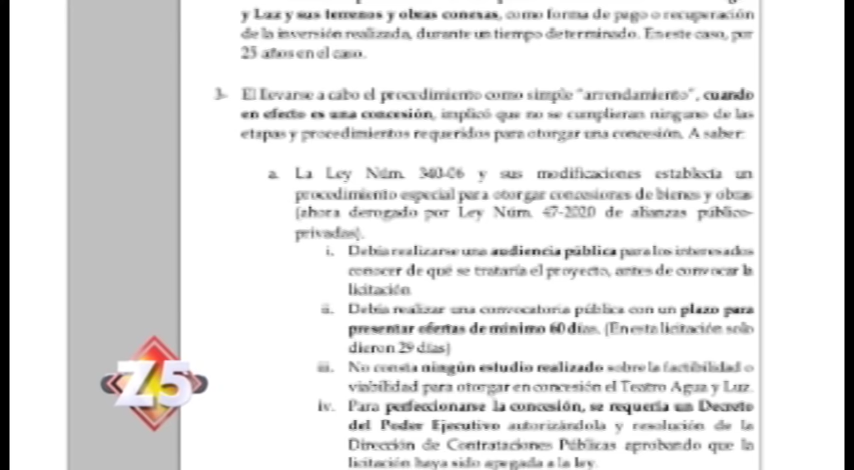 y Luz y sus terrenos y obras conexas, como forma de pago o recuperación
de la inversión realizada, durante un tiempo determinado. En este caso, por
25 años en el caso.
3- El llevarse a cabo el procedimiento como simple "arrendamiento", cuando
en efecto es una concesión, implicó que no se cumplieran ninguno de las
etapas y procedimientos requeridos para otorgar una concesión. A saber:
a. La Ley Núm. 340-06 y sus modificaciones establecía un
procedimiento especial para otorgar concesiones de bienes y obras
(ahora derogado por Ley Núm. 47-2020 de alianzas público-
privadas).
i. Debía realizarse una audiencia pública para los interesados
conocer de qué se trataría el proyecto, antes de convocar la
licitación.
ii. Debía realizar una convocatoria pública con un plazo para
presentar ofertas de mínimo 60 días. (En esta licitación solo
dieron 29 días)
iii. No consta ningún estudio realizado sobre la factibilidad o
viabilidad para otorgar en concesión el Teatro Agua y Luz.
iv. Para perfeccionarse la concesión, se requería un Decreto
del Poder Ejecutivo autorizándola y resolución de la
Dirección de Contrataciones Públicas aprobando que la
licitación haya sido apegada a la ley.
Z5